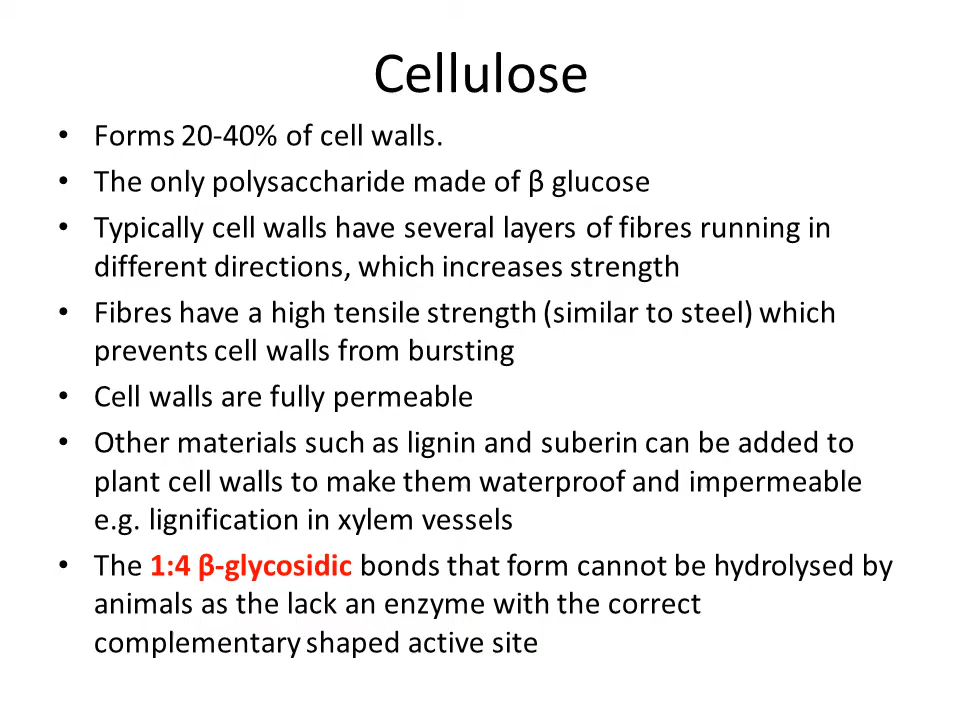 Cellulose
• Forms 20-40% of cell walls.
• The only polysaccharide made of β glucose
• Typically cell walls have several layers of fibres running in
different directions, which increases strength
• Fibres have a high tensile strength (similar to steel) which
prevents cell walls from bursting
• Cell walls are fully permeable
• Other materials such as lignin and suberin can be added to
plant cell walls to make them waterproof and impermeable
e.g. lignification in xylem vessels
• The 1:4 β-glycosidic bonds that form cannot be hydrolysed by
animals as the lack an enzyme with the correct
complementary shaped active site